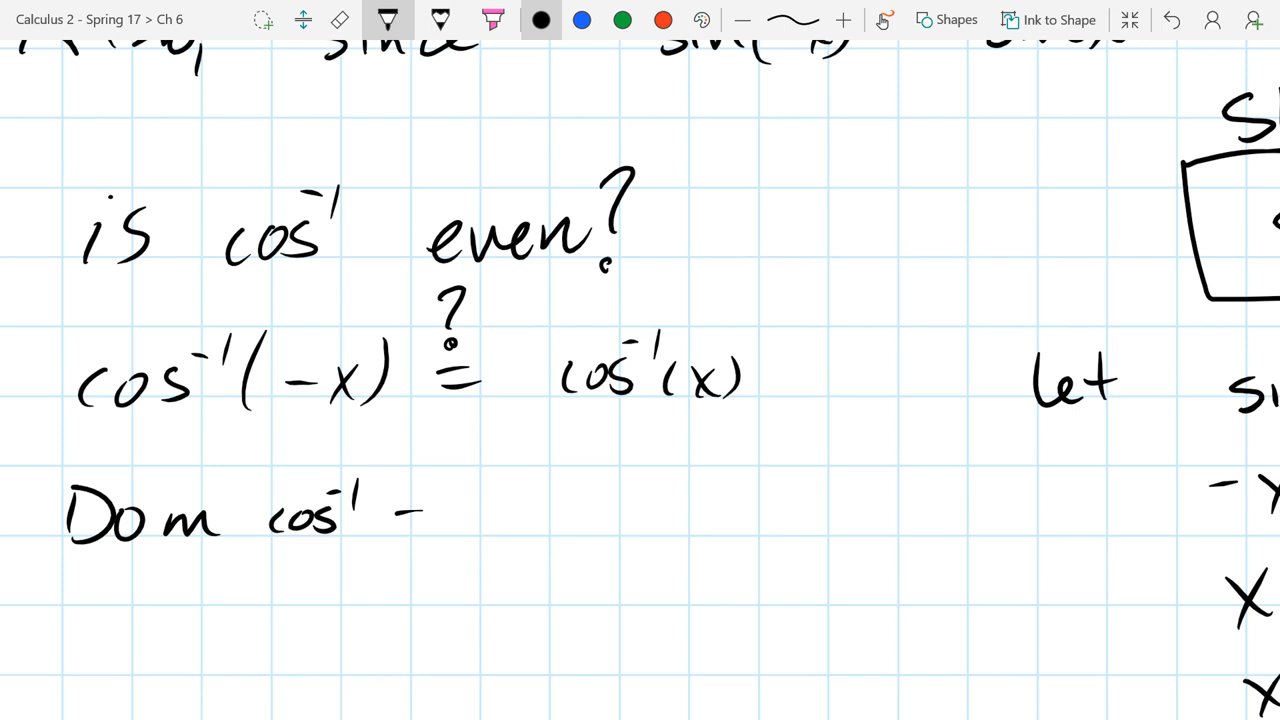 Calculus 2 - Spring 17 > Ch 6
Shapes
Ink to Shape
since
is cos⁻¹ even?
?
cos⁻¹(-x) = cos⁻¹(x)
let
Dom cos⁻¹ -
x